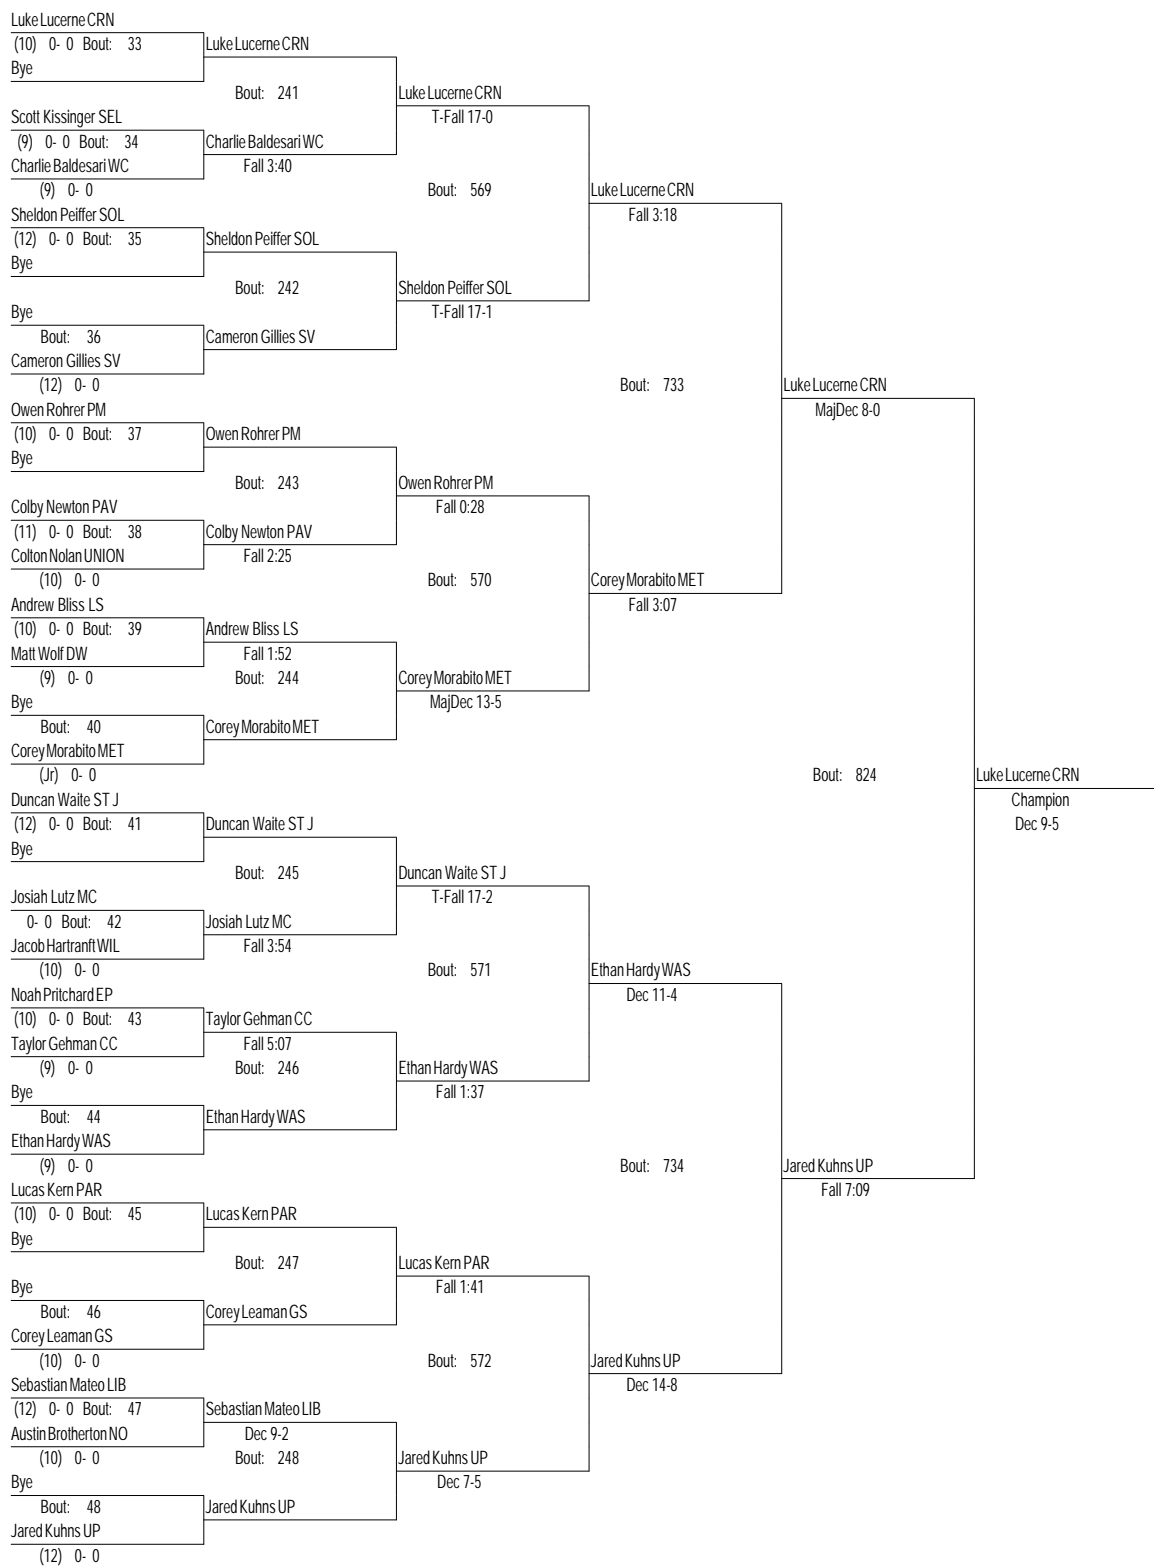 Luke Lucerne CRN
(10) 0- 0 Bout: 33
Luke Lucerne CRN
Bye
Bout: 241
Luke Lucerne CRN
Scott Kissinger SEL
T-Fall 17-0
(9) 0- 0 Bout: 34
Charlie Baldesari WC
Charlie Baldesari WC
Fall 3:40
(9) 0- 0
Bout: 569
Luke Lucerne CRN
Sheldon Peiffer SOL
Fall 3:18
(12) 0- 0 Bout: 35
Sheldon Peiffer SOL
Bye
Bout: 242
Sheldon Peiffer SOL
Bye
T-Fall 17-1
Bout: 36
Cameron Gillies SV
Cameron Gillies SV
(12) 0- 0
Bout: 733
Luke Lucerne CRN
Owen Rohrer PM
MajDec 8-0
(10) 0- 0 Bout: 37
Owen Rohrer PM
Bye
Bout: 243
Owen Rohrer PM
Colby Newton PAV
Fall 0:28
(11) 0- 0 Bout: 38
Colby Newton PAV
Colton Nolan UNION
Fall 2:25
(10) 0- 0
Bout: 570
Corey Morabito MET
Andrew Bliss LS
Fall 3:07
(10) 0- 0 Bout: 39
Andrew Bliss LS
Matt Wolf DW
Fall 1:52
(9) 0- 0
Bout: 244
Corey Morabito MET
Bye
MajDec 13-5
Bout: 40
Corey Morabito MET
Corey Morabito MET
(Jr) 0- 0
Bout: 824
Luke Lucerne CRN
Duncan Waite ST J
Champion
(12) 0- 0 Bout: 41
Duncan Waite ST J
Dec 9-5
Bye
Bout: 245
Duncan Waite ST J
Josiah Lutz MC
T-Fall 17-2
0- 0 Bout: 42
Josiah Lutz MC
Jacob Hartranft WIL
Fall 3:54
(10) 0- 0
Bout: 571
Ethan Hardy WAS
Noah Pritchard EP
Dec 11-4
(10) 0- 0 Bout: 43
Taylor Gehman CC
Taylor Gehman CC
Fall 5:07
(9) 0- 0
Bout: 246
Ethan Hardy WAS
Bye
Fall 1:37
Bout: 44
Ethan Hardy WAS
Ethan Hardy WAS
(9) 0- 0
Bout: 734
Jared Kuhns UP
Lucas Kern PAR
Fall 7:09
(10) 0- 0 Bout: 45
Lucas Kern PAR
Bye
Bout: 247
Lucas Kern PAR
Bye
Fall 1:41
Bout: 46
Corey Leaman GS
Corey Leaman GS
(10) 0- 0
Bout: 572
Jared Kuhns UP
Sebastian Mateo LIB
Dec 14-8
(12) 0- 0 Bout: 47
Sebastian Mateo LIB
Austin Brotherton NO
Dec 9-2
(10) 0- 0
Bout: 248
Jared Kuhns UP
Bye
Dec 7-5
Bout: 48
Jared Kuhns UP
Jared Kuhns UP
(12) 0- 0